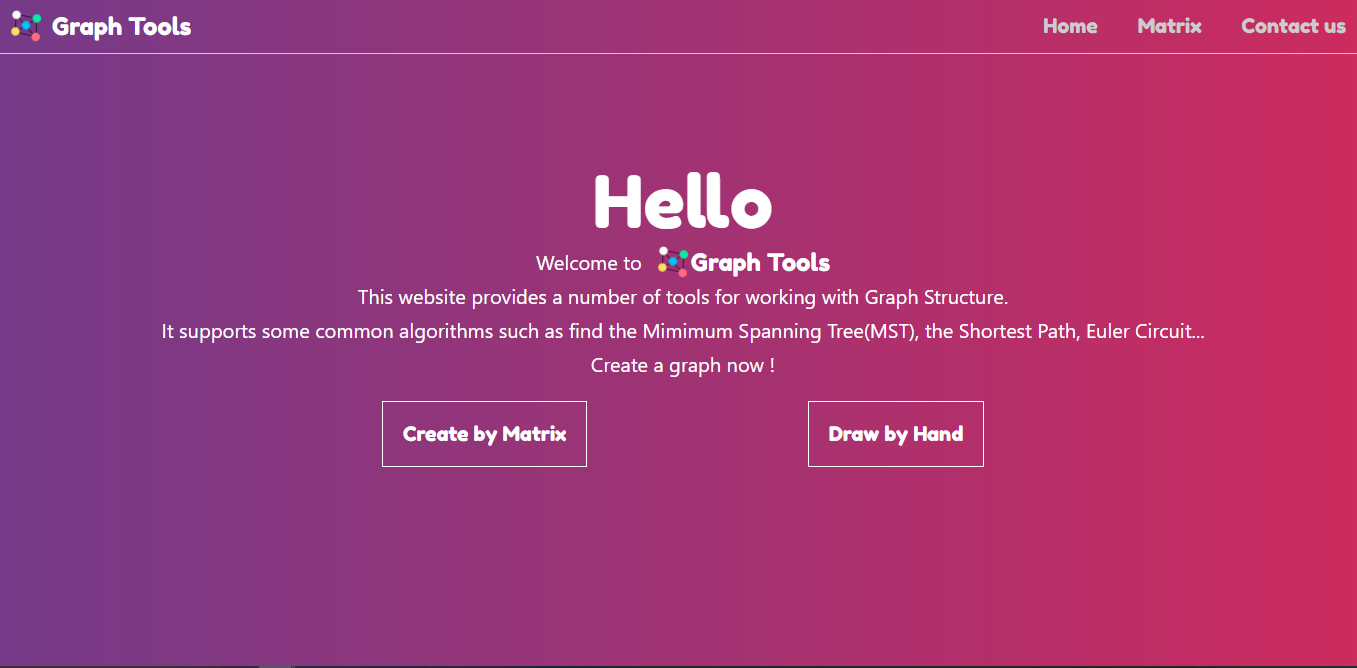 Graph Tools
Home
Matrix
Contact us
Hello
Welcome to Graph Tools
This website provides a number of tools for working with Graph Structure.
It supports some common algorithms such as find the Mimimum Spanning Tree(MST), the Shortest Path, Euler Circuit...
Create a graph now !
Create by Matrix
Draw by Hand